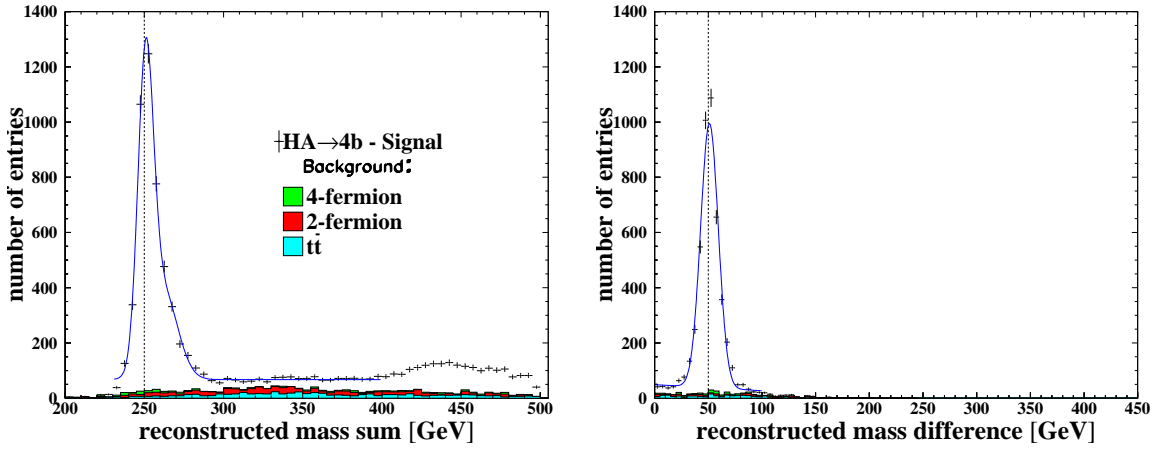 1400
1200
1000
800
600
400
200
0
number of entries
HA→4b - Signal
Background:
4-fermion
2-fermion
tt̄
200 250 300 350 400 450 500
reconstructed mass sum [GeV]
1400
1200
1000
800
600
400
200
0
number of entries
0 50 100 150 200 250 300 350 400 450
reconstructed mass difference [GeV]